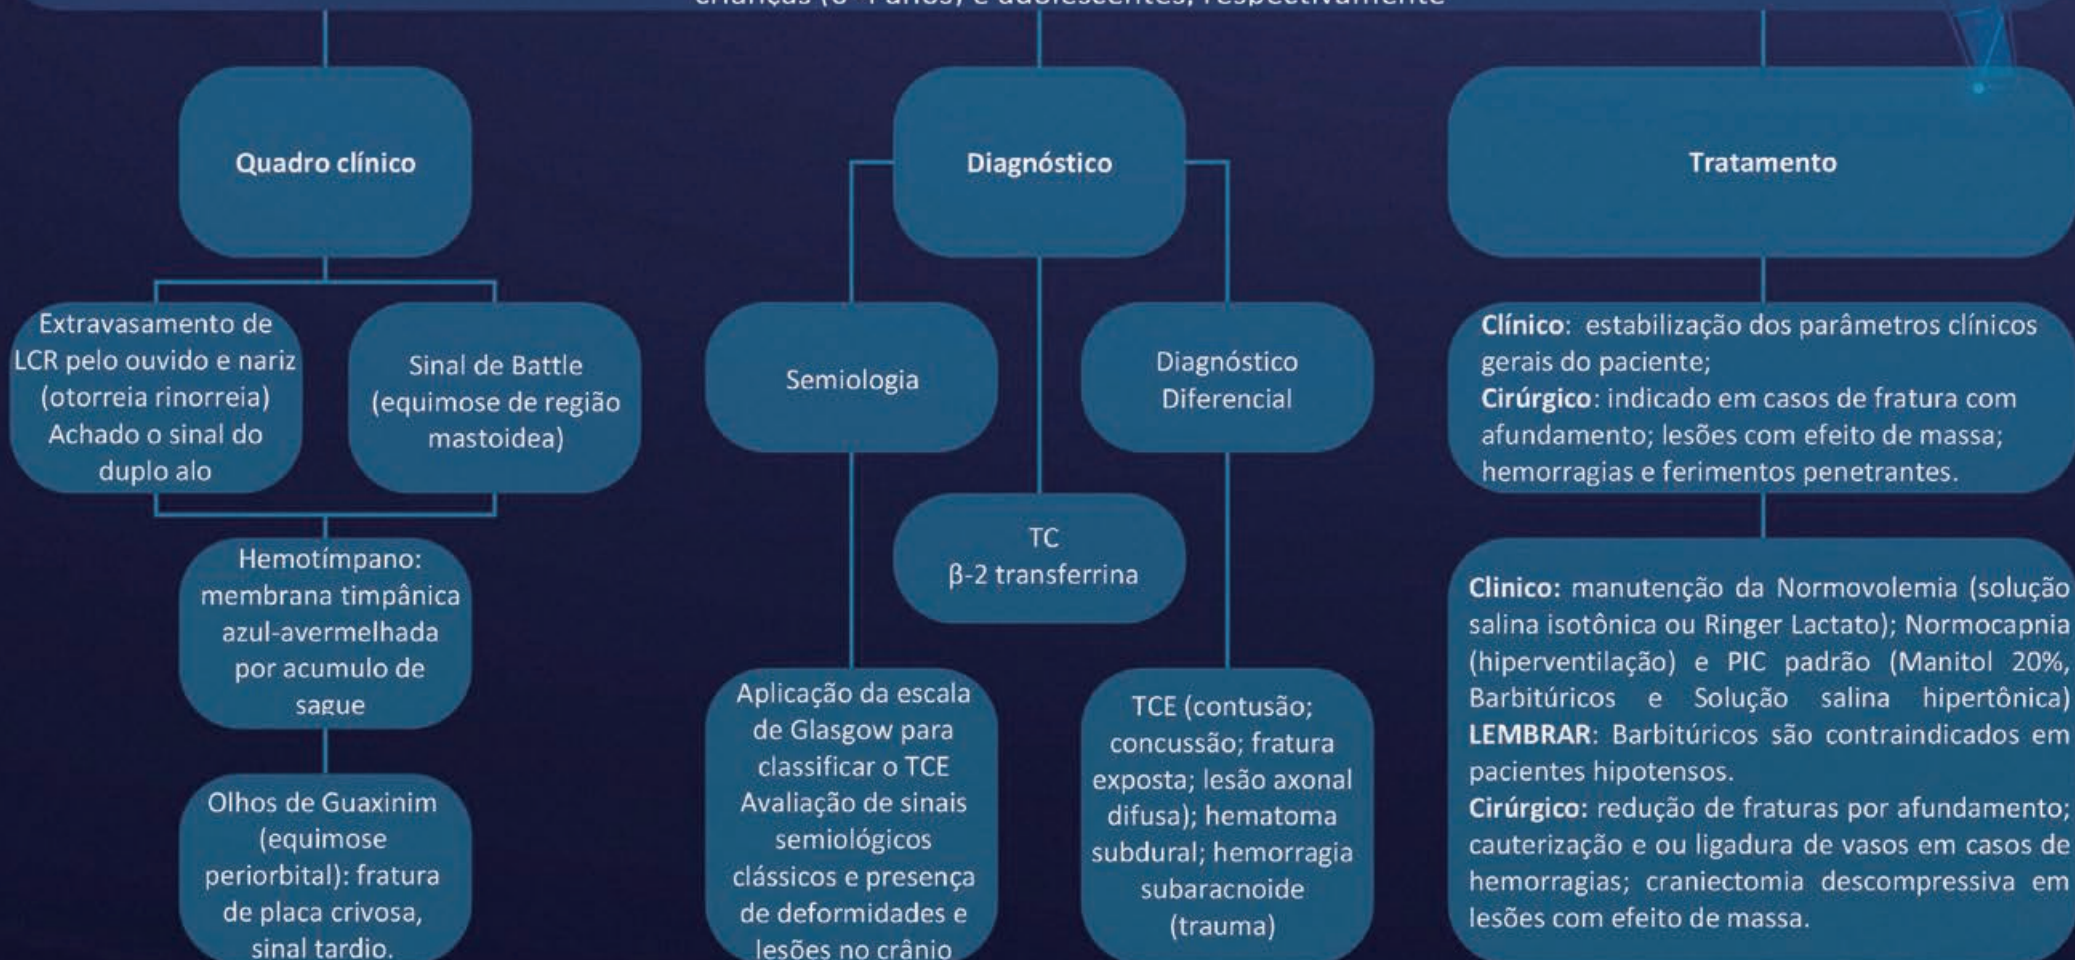 crianças (0-4 anos) e adolescentes, respectivamente
Quadro clínico
Extravasamento de
LCR pelo ouvido e nariz
(otorreia rinorreia)
Achado o sinal do
duplo alo
Sinal de Battle
(equimose de região
mastoidea)
Hemotímpano:
membrana timpânica
azul-avermelhada
por acumulo de
sague
Olhos de Guaxinim
(equimose
periorbital): fratura
de placa crivosa,
sinal tardio.
Diagnóstico
Semiologia
Aplicação da escala
de Glasgow para
classificar o TCE
Avaliação de sinais
semiológicos
clássicos e presença
de deformidades e
lesões no crânio
TC
β-2 transferrina
Diagnóstico
Diferencial
TCE (contusão;
concussão; fratura
exposta; lesão axonal
difusa); hematoma
subdural; hemorragia
subaracnoide
(trauma)
Tratamento
Clínico: estabilização dos parâmetros clínicos
gerais do paciente;
Cirúrgico: indicado em casos de fratura com
afundamento; lesões com efeito de massa;
hemorragias e ferimentos penetrantes.
Clinico: manutenção da Normovolemia (solução
salina isotônica ou Ringer Lactato); Normocapnia
(hiperventilação) e PIC padrão (Manitol 20%,
Barbitúricos e Solução salina hipertônica)
LEMBRAR: Barbitúricos são contraindicados em
pacientes hipotensos.
Cirúrgico: redução de fraturas por afundamento;
cauterização e ou ligadura de vasos em casos de
hemorragias; craniectomia descompressiva em
lesões com efeito de massa.